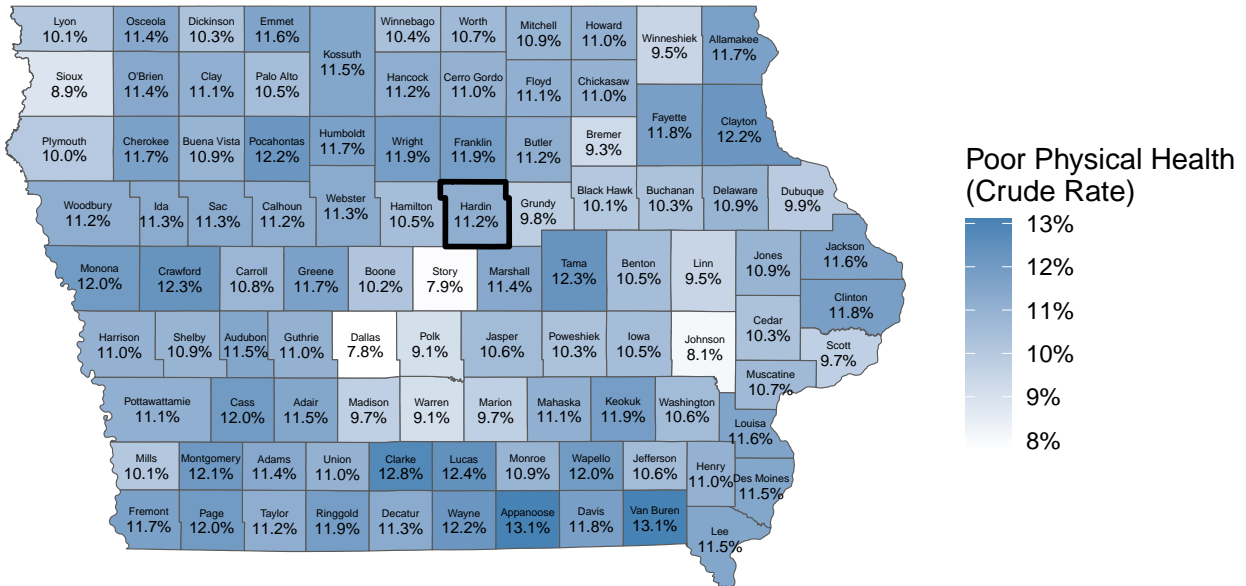 Lyon
10.1%
Osceola
11.4%
Dickinson
10.3%
Emmet
11.6%
Kossuth
11.5%
Winnebago
10.4%
Worth
10.7%
Mitchell
10.9%
Howard
11.0%
Winneshiek
9.5%
Allamakee
11.7%
Sioux
8.9%
O'Brien
11.4%
Clay
11.1%
Palo Alto
10.5%
Hancock
11.2%
Cerro Gordo
11.0%
Floyd
11.1%
Chickasaw
11.0%
Fayette
11.8%
Clayton
12.2%
Plymouth
10.0%
Cherokee
11.7%
Buena Vista
10.9%
Pocahontas
12.2%
Humboldt
11.7%
Wright
11.9%
Franklin
11.9%
Butler
11.2%
Bremer
9.3%
Woodbury
11.2%
Ida
11.3%
Sac
11.3%
Calhoun
11.2%
Webster
11.3%
Hamilton
10.5%
Hardin
11.2%
Grundy
9.8%
Black Hawk
10.1%
Buchanan
10.3%
Delaware
10.9%
Dubuque
9.9%
Monona
12.0%
Crawford
12.3%
Carroll
10.8%
Greene
11.7%
Boone
10.2%
Story
7.9%
Marshall
11.4%
Tama
12.3%
Benton
10.5%
Linn
9.5%
Jones
10.9%
Jackson
11.6%
Clinton
11.8%
Harrison
11.0%
Shelby
10.9%
Audubon
11.5%
Guthrie
11.0%
Dallas
7.8%
Polk
9.1%
Jasper
10.6%
Poweshiek
10.3%
Iowa
10.5%
Johnson
8.1%
Cedar
10.3%
Scott
9.7%
Muscatine
10.7%
Pottawattamie
11.1%
Cass
12.0%
Adair
11.5%
Madison
9.7%
Warren
9.1%
Marion
9.7%
Mahaska
11.1%
Keokuk
11.9%
Washington
10.6%
Louisa
11.6%
Mills
10.1%
Montgomery
12.1%
Adams
11.4%
Union
11.0%
Clarke
12.8%
Lucas
12.4%
Monroe
10.9%
Wapello
12.0%
Jefferson
10.6%
Henry
11.0%
Des Moines
11.5%
Fremont
11.7%
Page
12.0%
Taylor
11.2%
Ringgold
11.9%
Decatur
11.3%
Wayne
12.2%
Appanoose
13.1%
Davis
11.8%
Van Buren
13.1%
Lee
11.5%
Poor Physical Health
(Crude Rate)
13%
12%
11%
10%
9%
8%